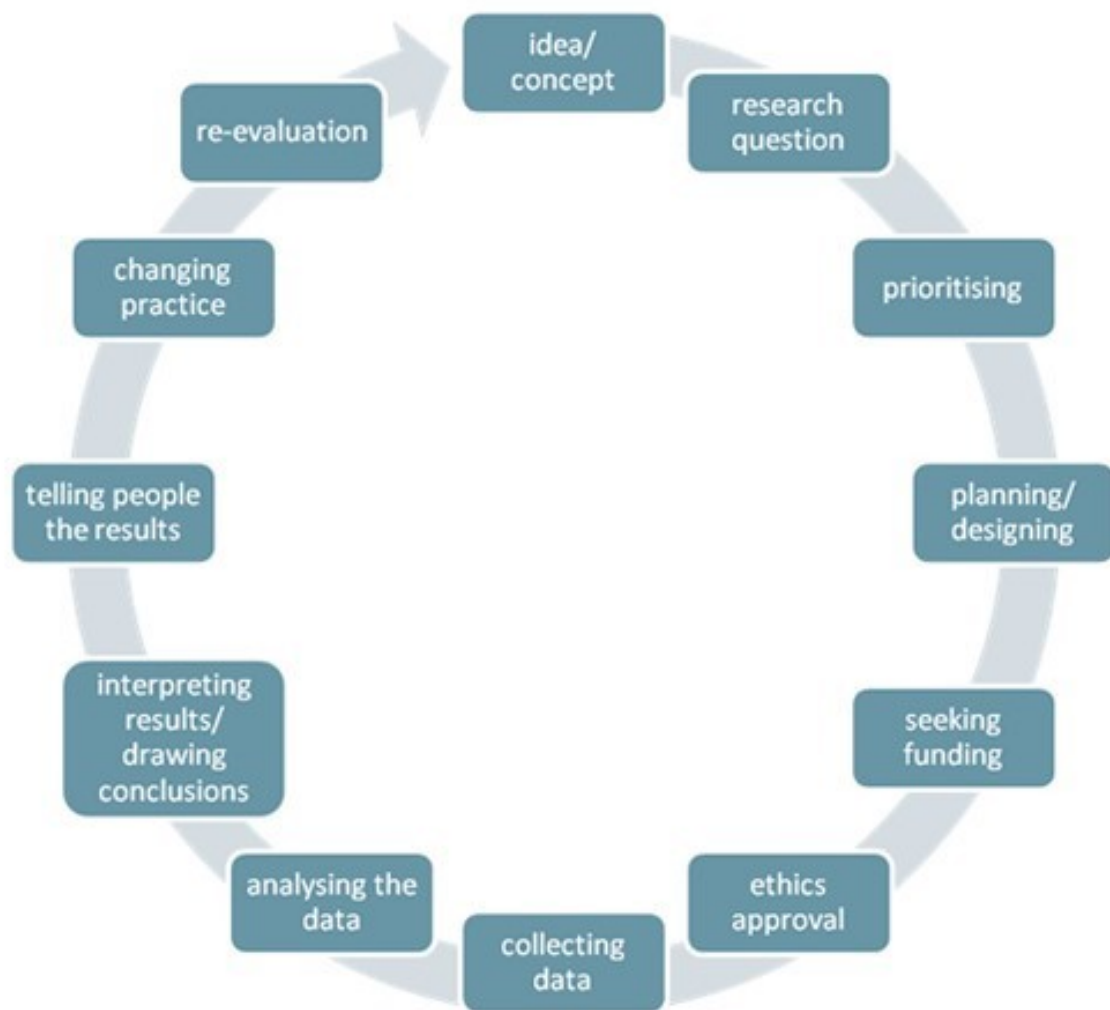 idea/
concept
research
question
prioritising
planning/
designing
seeking
funding
ethics
approval
collecting
data
analysing the
data
interpreting
results/
drawing
conclusions
telling people
the results
changing
practice
re-evaluation